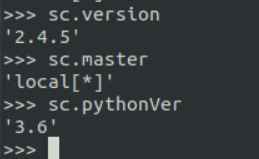 >>> sc.version
'2.4.5'
>>> sc.master
'local[*]'
>>> sc.pythonVer
'3.6'
>>>